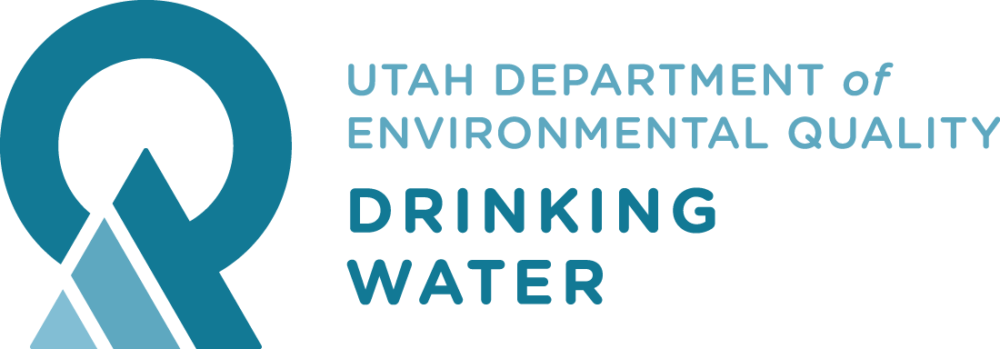 UTAH DEPARTMENT of
ENVIRONMENTAL QUALITY
DRINKING
WATER